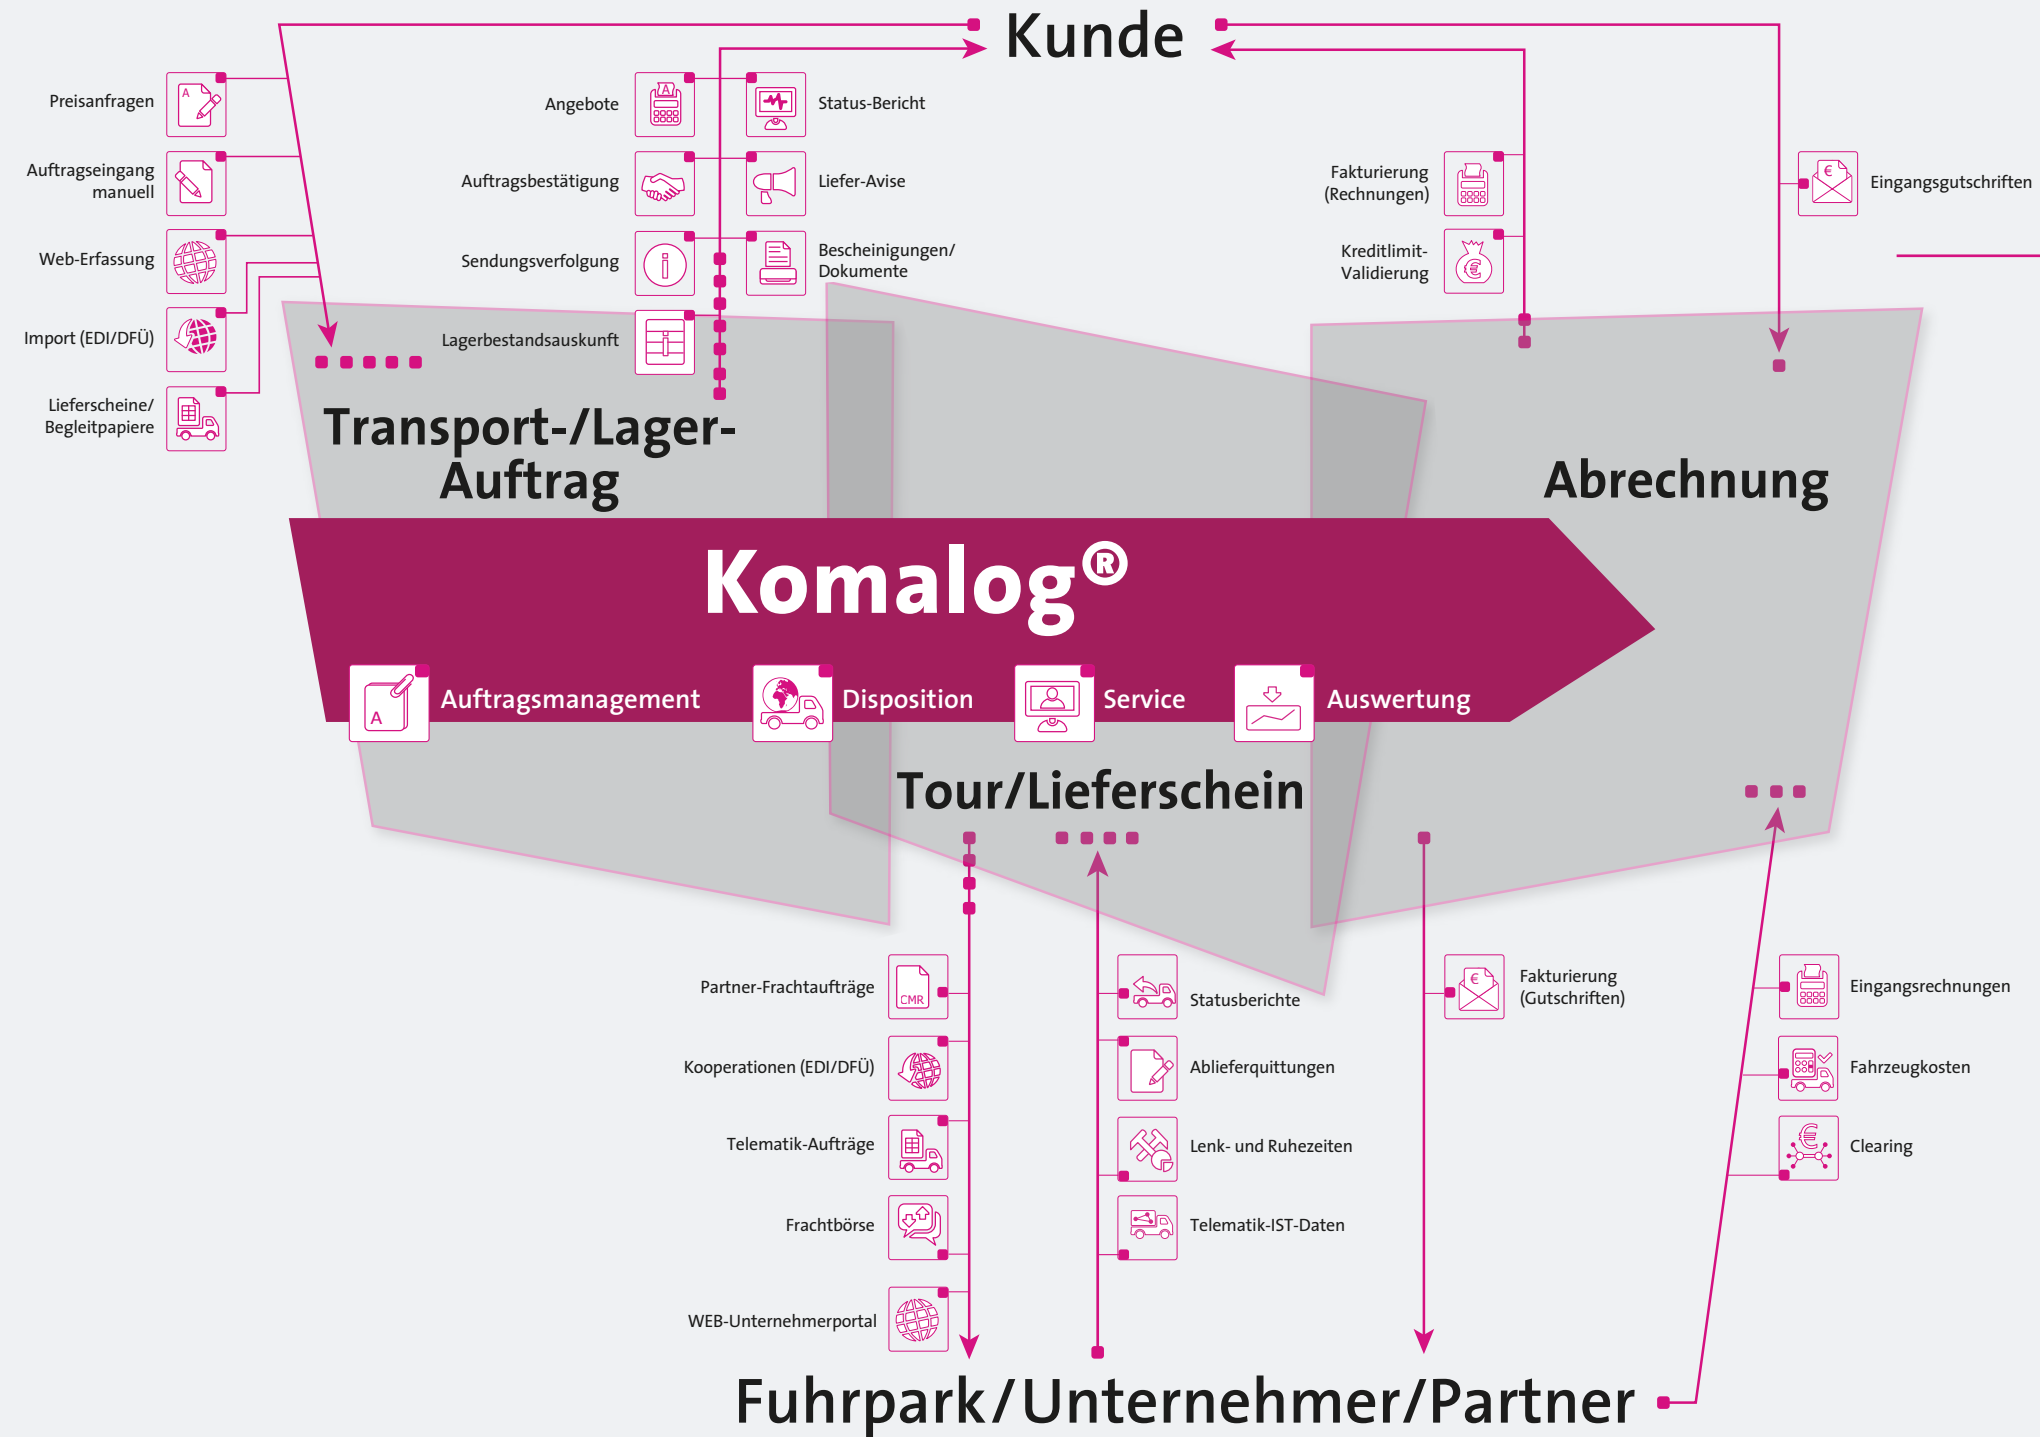 Kunde
Preisanfragen
Auftragseingang
manuell
Web-Erfassung
Import (EDI/DFÜ)
Lieferscheine/
Begleitpapiere
A
Angebote
A
Status-Bericht
Auftragsbestätigung
Liefer-Avise
Sendungsverfolgung
i
Bescheinigungen/
Dokumente
Lagerbestandsauskunft
i
Fakturierung
(Rechnungen)
Kreditlimit-
Validierung
€
€
Eingangsgutschriften
Transport-/Lager-
Auftrag
Abrechnung
Komalog®
A
Auftragsmanagement
Disposition
Service
Auswertung
Tour/Lieferschein
Partner-Frachtaufträge
CMR
Kooperationen (EDI/DFÜ)
Telematik-Aufträge
Frachtbörse
WEB-Unternehmerportal
Statusberichte
Ablieferquittungen
Lenk- und Ruhezeiten
Telematik-IST-Daten
€
Fakturierung
(Gutschriften)
Eingangsrechnungen
Fahrzeugkosten
€
Clearing
Fuhrpark/Unternehmer/Partner